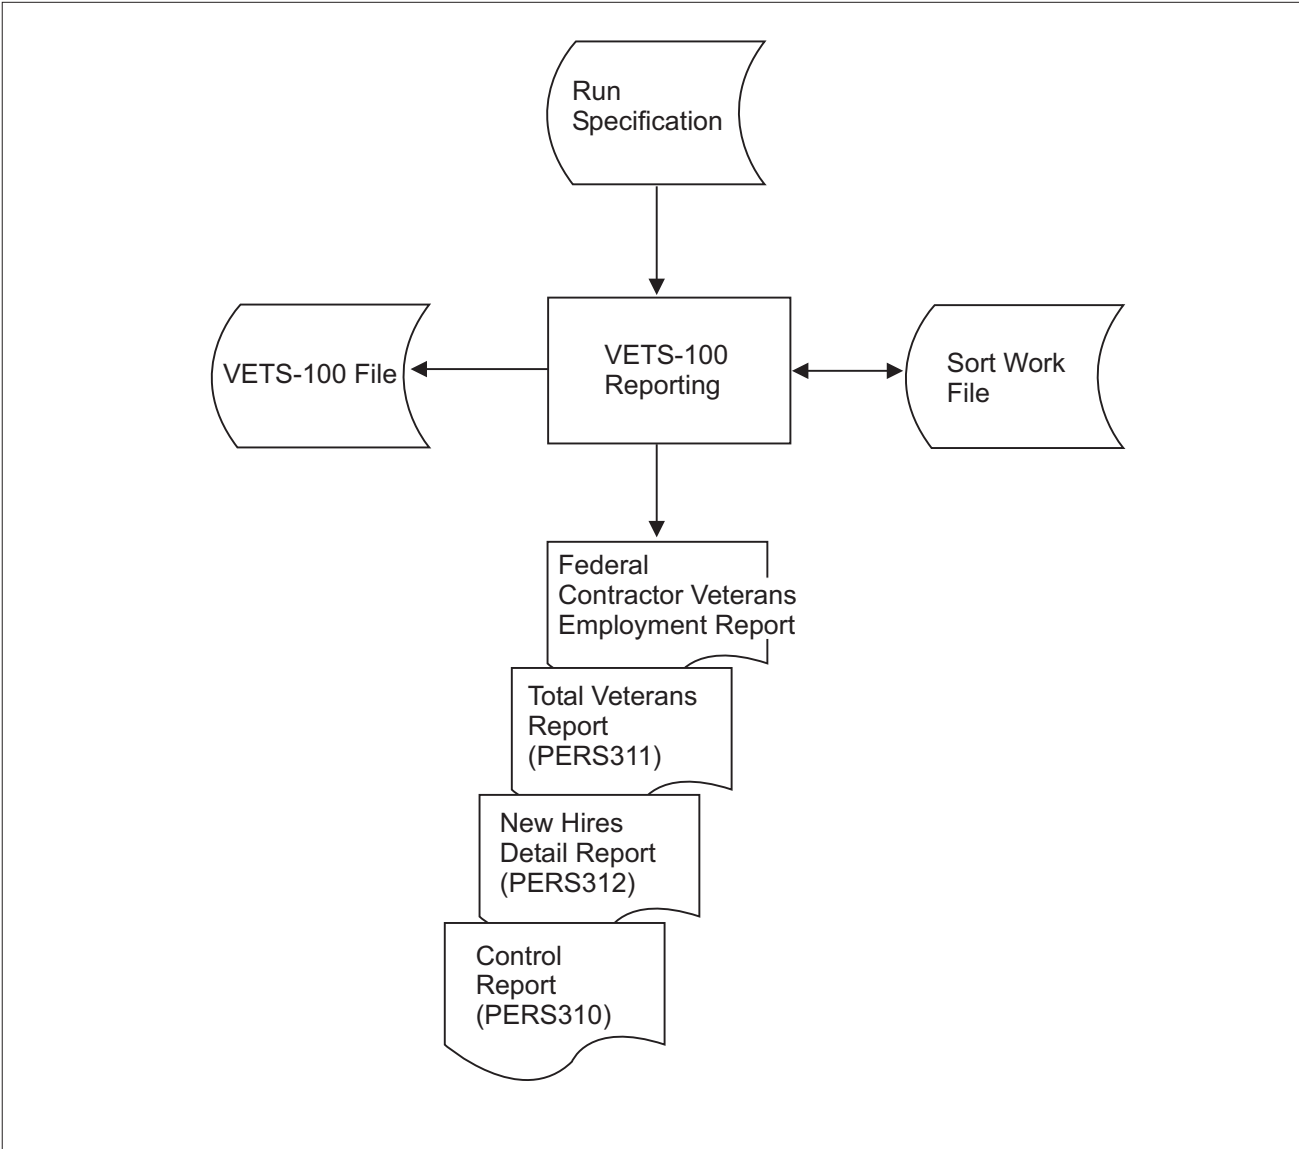 Run
Specification
VETS-100 File
VETS-100
Reporting
Sort Work
File
Federal
Contractor Veterans
Employment Report
Total Veterans
Report
(PERS311)
New Hires
Detail Report
(PERS312)
Control
Report
(PERS310)